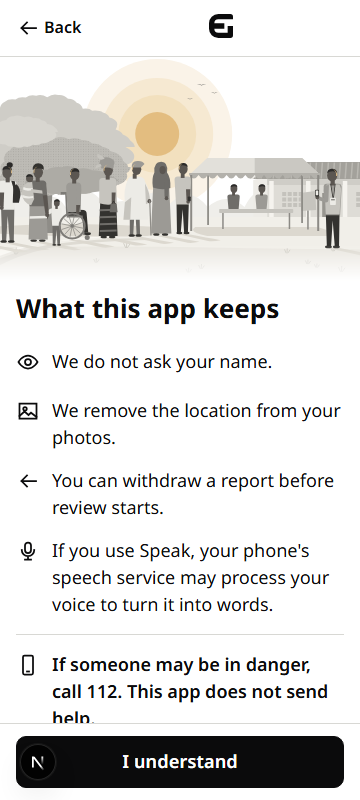 Back
What this app keeps
We do not ask your name.
We remove the location from your
photos.
You can withdraw a report before
review starts.
If you use Speak, your phone's
speech service may process your
voice to turn it into words.
If someone may be in danger,
call 112. This app does not send
help.
N
I understand